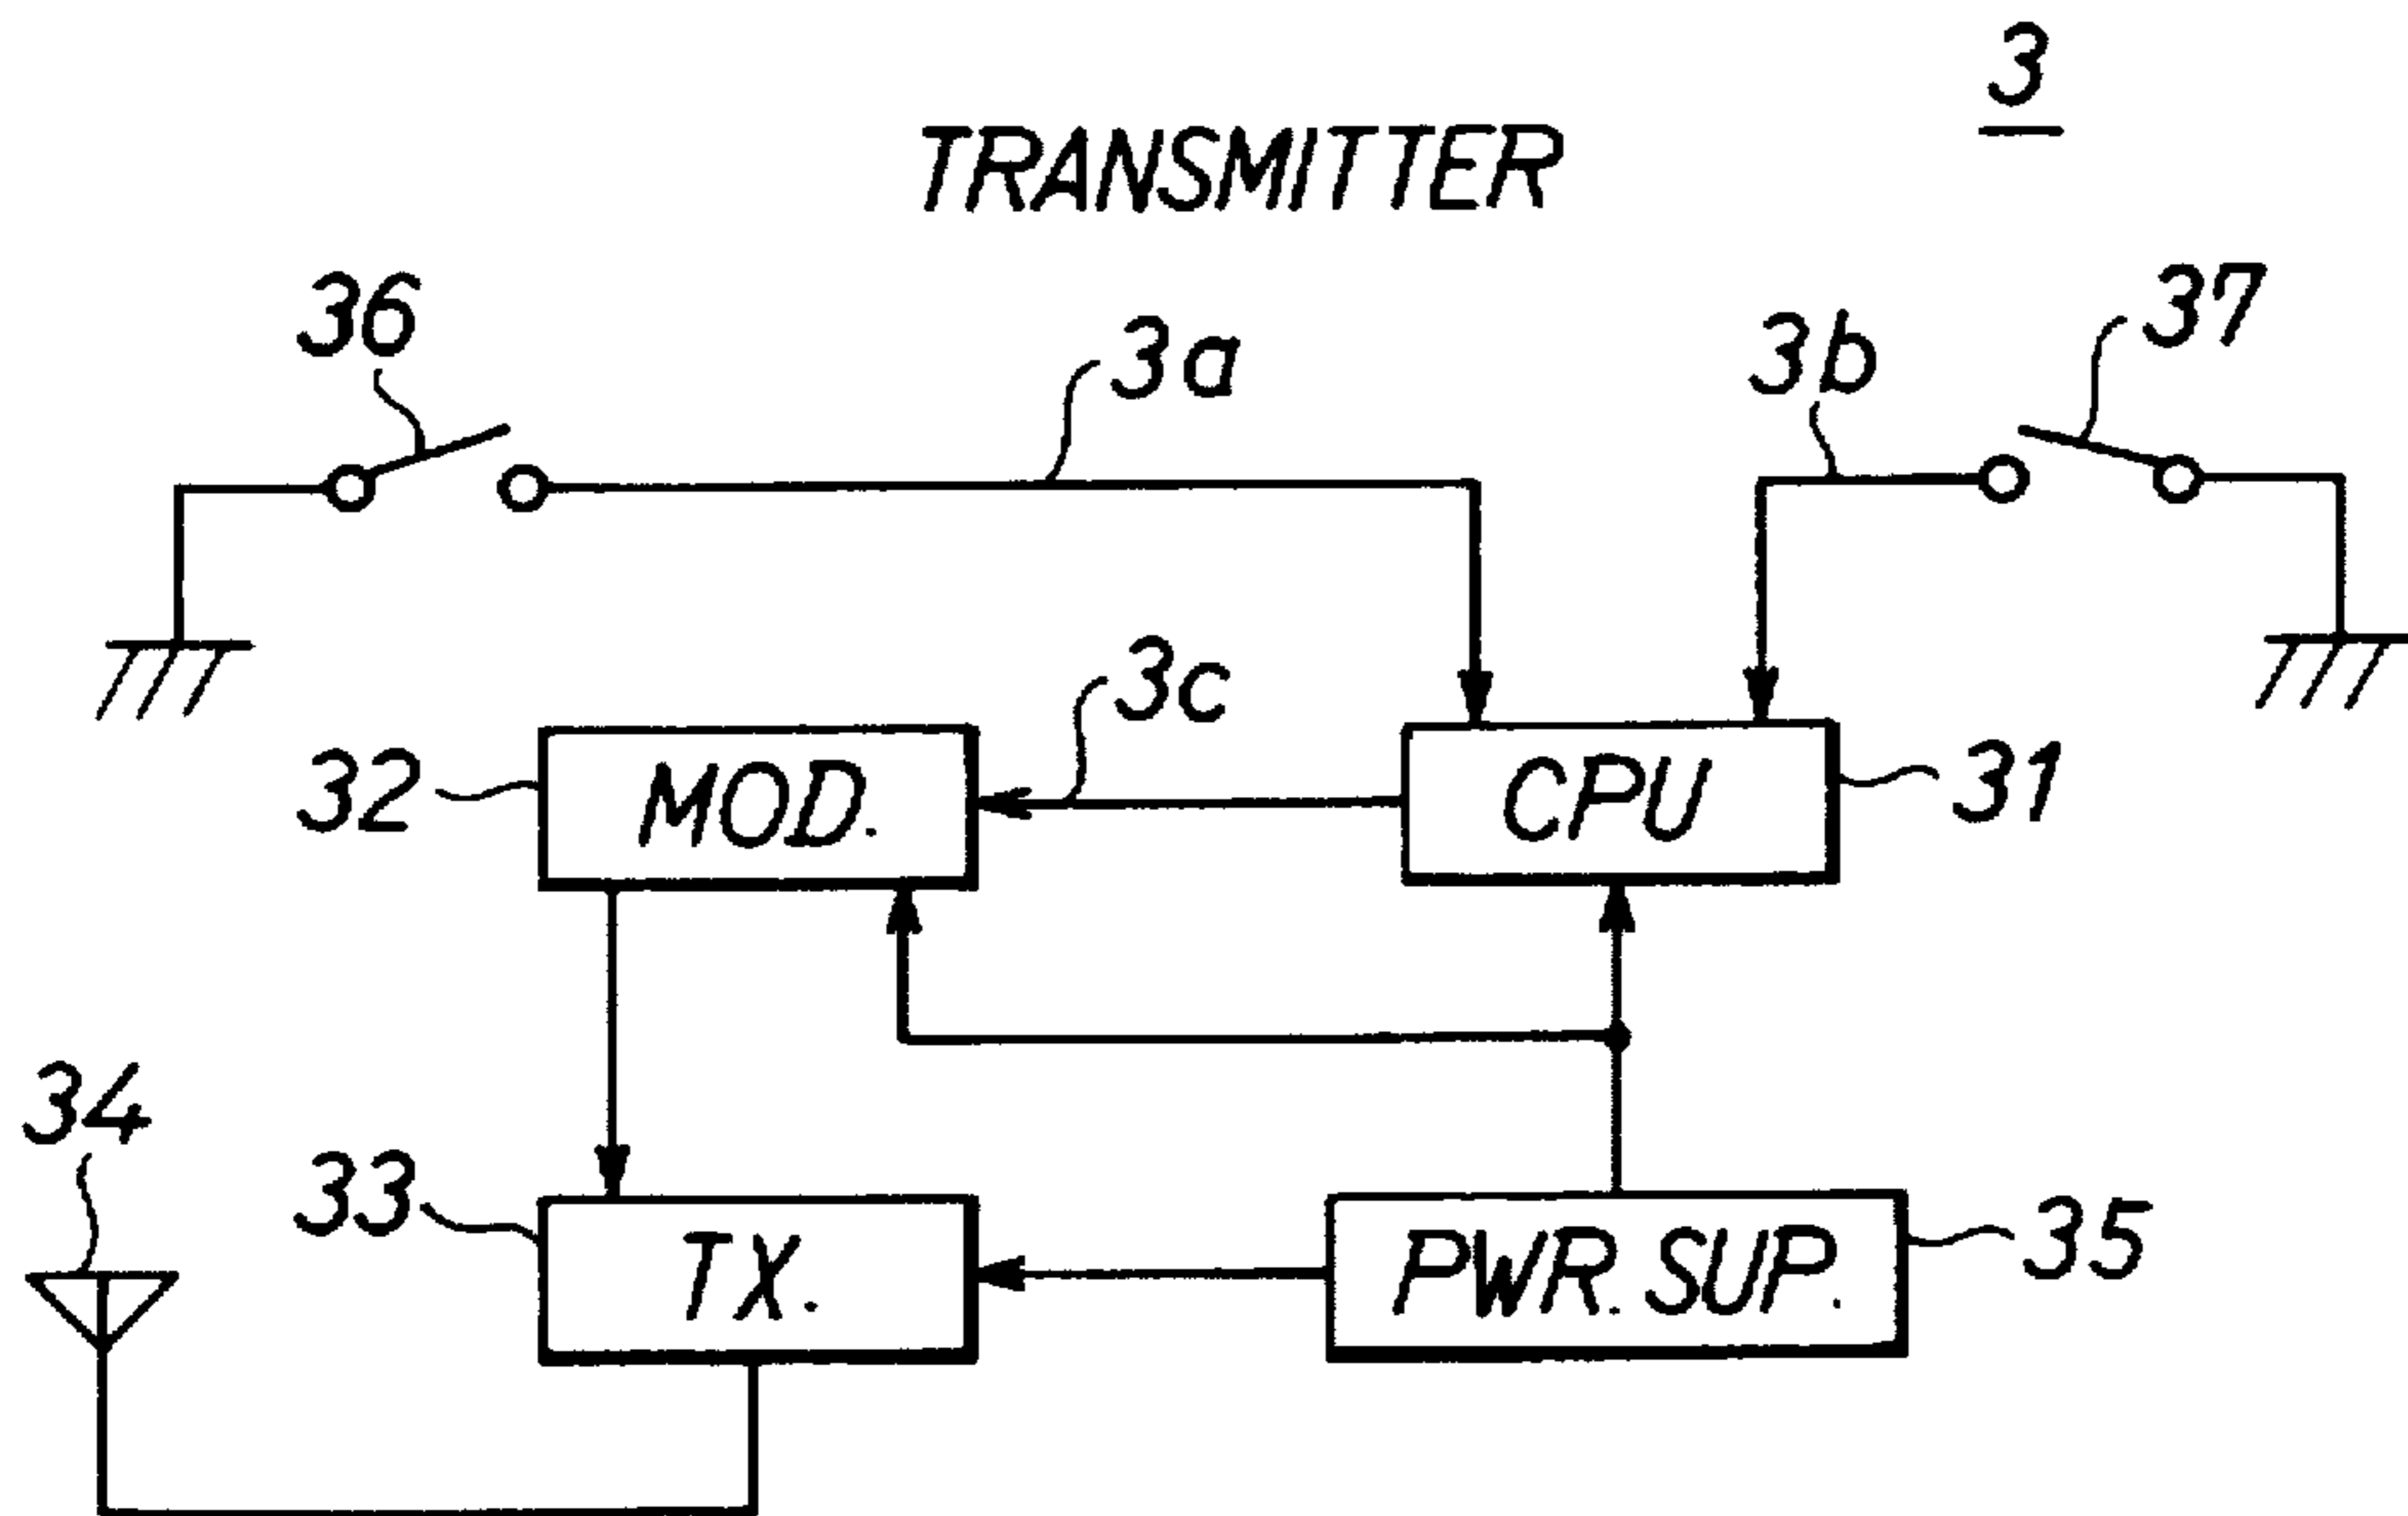 3
TRANSMITTER
36
3a
3b
37
3c
32
MOD.
CPU
31
34
33
TX.
PWR. SUP.
35